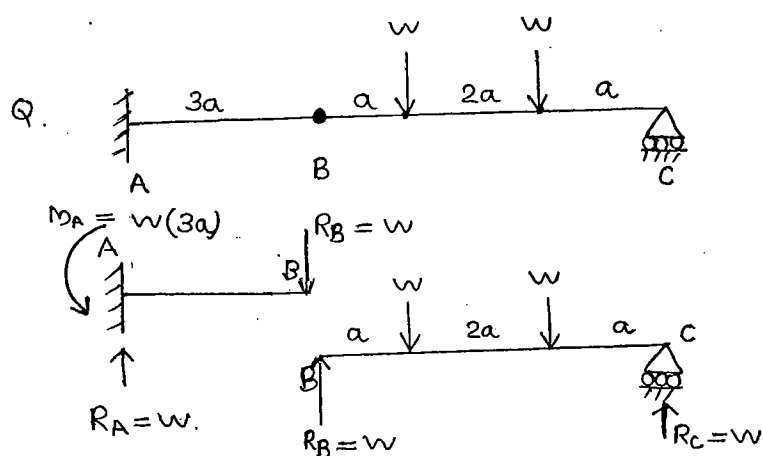 W W
Q. 3a a 2a a
A B C
MA = W(3a) RB = W
A B W W
a 2a a C
B
RA = W. RB = W RC = W